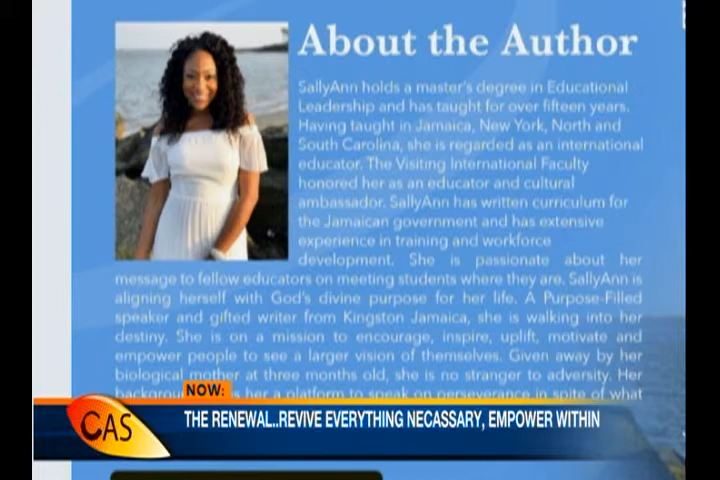 About the Author
SallyAnn holds a master's degree in Educational
Leadership and has taught for over fifteen years.
Having taught in Jamaica, New York, North and
South Carolina, she is regarded as an international
educator. The Visiting International Faculty
honored her as an educator and cultural
ambassador. SallyAnn has written curriculum for
the Jamaican government and has extensive
experience in training and workforce
development. She is passionate about her
message to fellow educators on meeting students where they are. SallyAnn is
aligning herself with God's divine purpose for her life. A Purpose-Filled
speaker and gifted writer from Kingston Jamaica, she is walking into her
destiny. She is on a mission to encourage, inspire, uplift, motivate and
empower people to see a larger vision of themselves. Given away by her
biological mother at three months old, she is no stranger to adversity. Her
her a platform to speak on perseverance in spite of what
NOW:
CAS
THE RENEWAL..REVIVE EVERYTHING NECASSARY, EMPOWER WITHIN